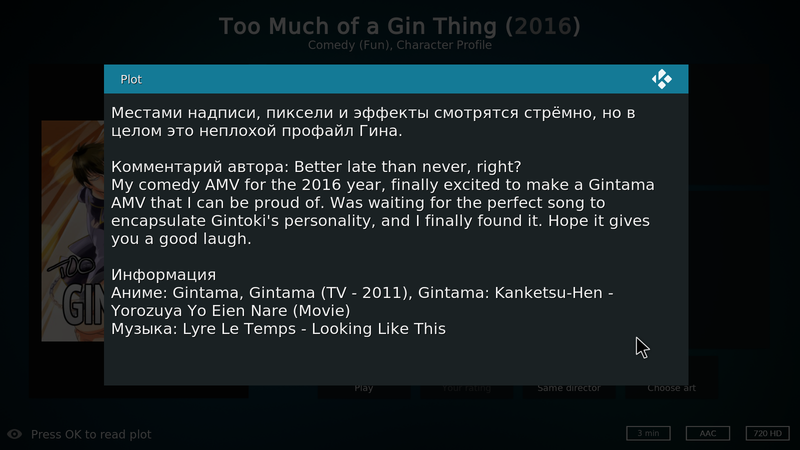 Too Much of a Gin Thing (2016)
Comedy (Fun), Character Profile
Plot
Местами надписи, пиксели и эффекты смотрятся стрёмно, но в
целом это неплохой профайл Гина.
Комментарий автора: Better late than never, right?
My comedy AMV for the 2016 year, finally excited to make a Gintama
AMV that I can be proud of. Was waiting for the perfect song to
encapsulate Gintoki's personality, and I finally found it. Hope it gives
you a good laugh.
Информация
Аниме: Gintama, Gintama (TV - 2011), Gintama: Kanketsu-Hen -
Yorozuya Yo Eien Nare (Movie)
Музыка: Lyre Le Temps - Looking Like This
TOO
GIN
Play
Your rating
Same director
Choose art
Press OK to read plot
3 min
AAC
720 HD